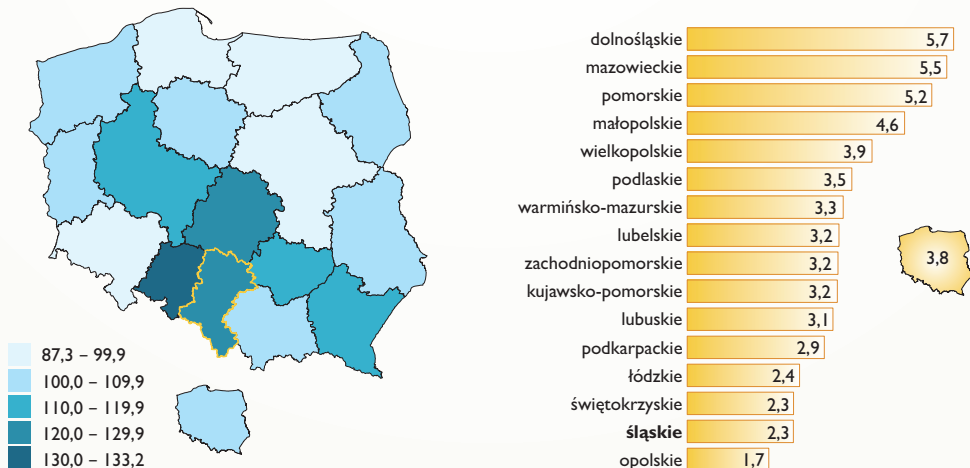 87,3 – 99,9
100,0 – 109,9
110,0 – 119,9
120,0 – 129,9
130,0 – 133,2
dolnośląskie 5,7
mazowieckie 5,5
pomorskie 5,2
małopolskie 4,6
wielkopolskie 3,9
podlaskie 3,5
warmińsko-mazurskie 3,3
lubelskie 3,2
zachodniopomorskie 3,2
kujawsko-pomorskie 3,2
lubuskie 3,1
podkarpackie 2,9
łódzkie 2,4
świętokrzyskie 2,3
śląskie 2,3
opolskie 1,7
3,8